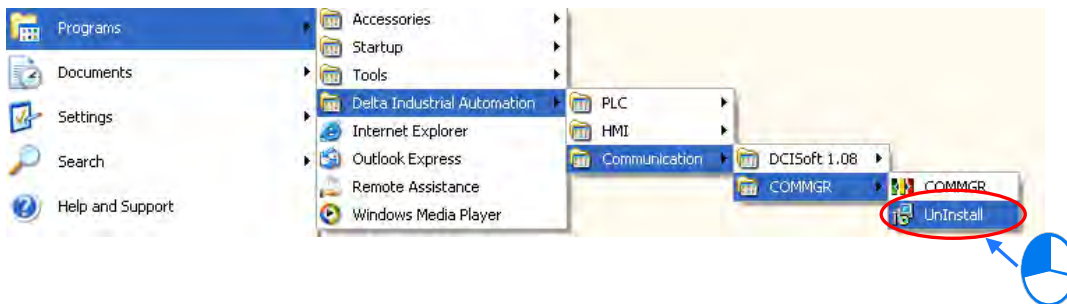 Programs
Documents
Settings
Search
Help and Support
Accessories
Startup
Tools
Delta Industrial Automation
Internet Explorer
Outlook Express
Remote Assistance
Windows Media Player
PLC
HMI
Communication
DCISoft 1.08
COMMGR
COMMGR
UnInstall